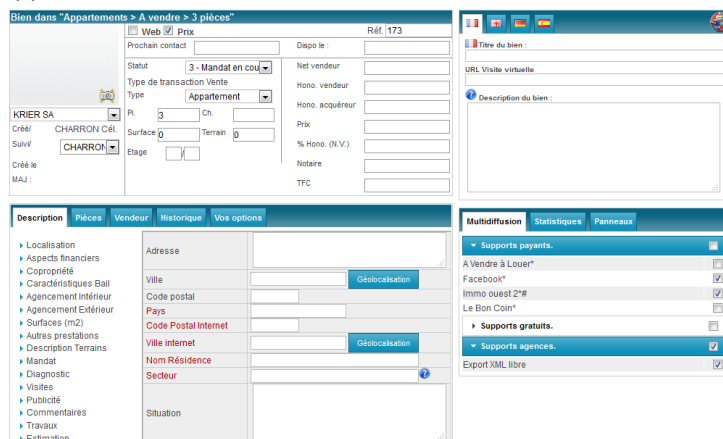 Bien dans "Appartements > A vendre > 3 pièces"
Web Prix Réf. 173
Prochain contact Dispo le :
Statut 3 - Mandat en cou
Type de transaction Vente
Type Appartement
Pi. 3 Ch.
Surface 0 Terrain 0
Etage /
Net vendeur
Hono. vendeur
Hono. acquéreur
Prix
% Hono. (N.V.)
Notaire
TFC
KRIER SA
Créé/ CHARRON Cél.
Suivi/ CHARRON
Créé le
MAJ :
Titre du bien :
URL Visite virtuelle
Description du bien :
Description Pièces Vendeur Historique Vos options
Localisation
Aspects financiers
Copropriété
Caractéristiques Bail
Agencement Intérieur
Agencement Extérieur
Surfaces (m2)
Autres prestations
Description Terrains
Mandat
Diagnostic
Visites
Publicité
Commentaires
Travaux
Estimation
Adresse
Ville Géolocalisation
Code postal
Pays
Code Postal Internet
Ville internet Géolocalisation
Nom Résidence
Secteur
Situation
Multidiffusion Statistiques Panneaux
Supports payants.
A Vendre à Louer*
Facebook*
Immo ouest 2*#
Le Bon Coin*
Supports gratuits.
Supports agences.
Export XML libre